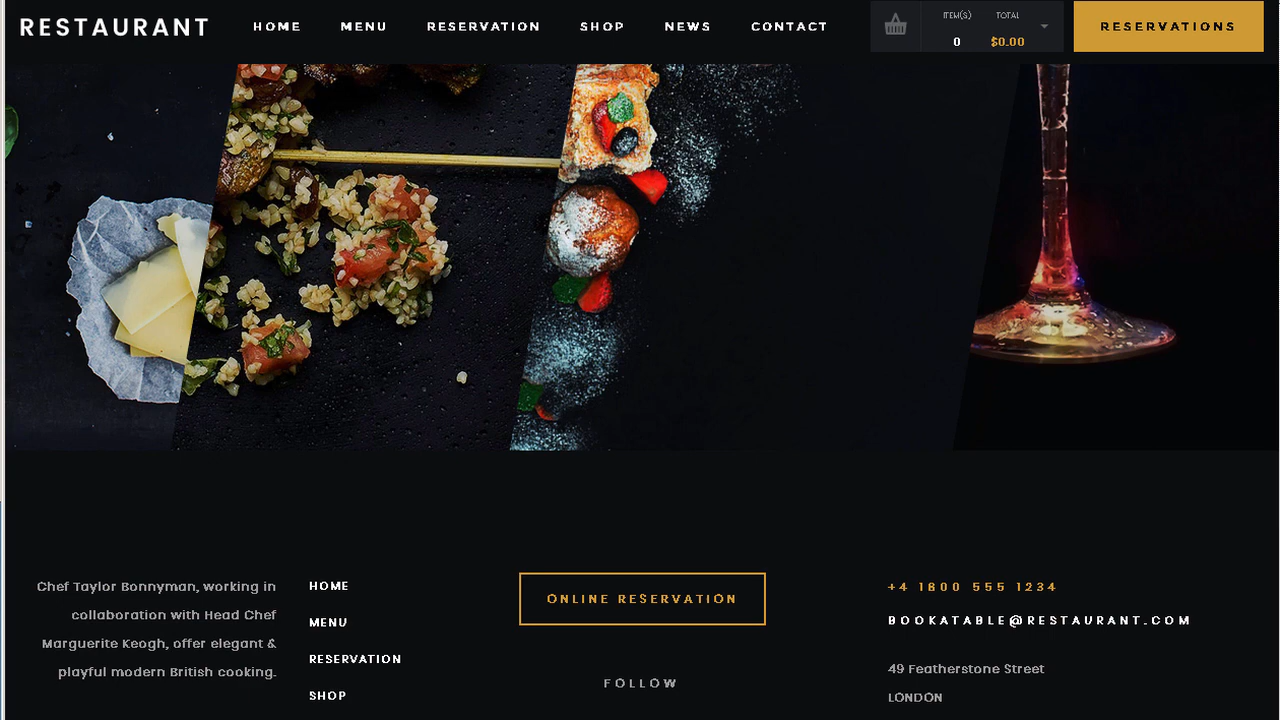 RESTAURANT
HOME MENU RESERVATION SHOP NEWS CONTACT
ITEM(S) TOTAL
0 $0.00
RESERVATIONS
Chef Taylor Bonnyman, working in
collaboration with Head Chef
Marguerite Keogh, offer elegant &
playful modern British cooking.
HOME
MENU
RESERVATION
SHOP
ONLINE RESERVATION
FOLLOW
+4 1800 555 1234
BOOKATABLE@RESTAURANT.COM
49 Featherstone Street
LONDON